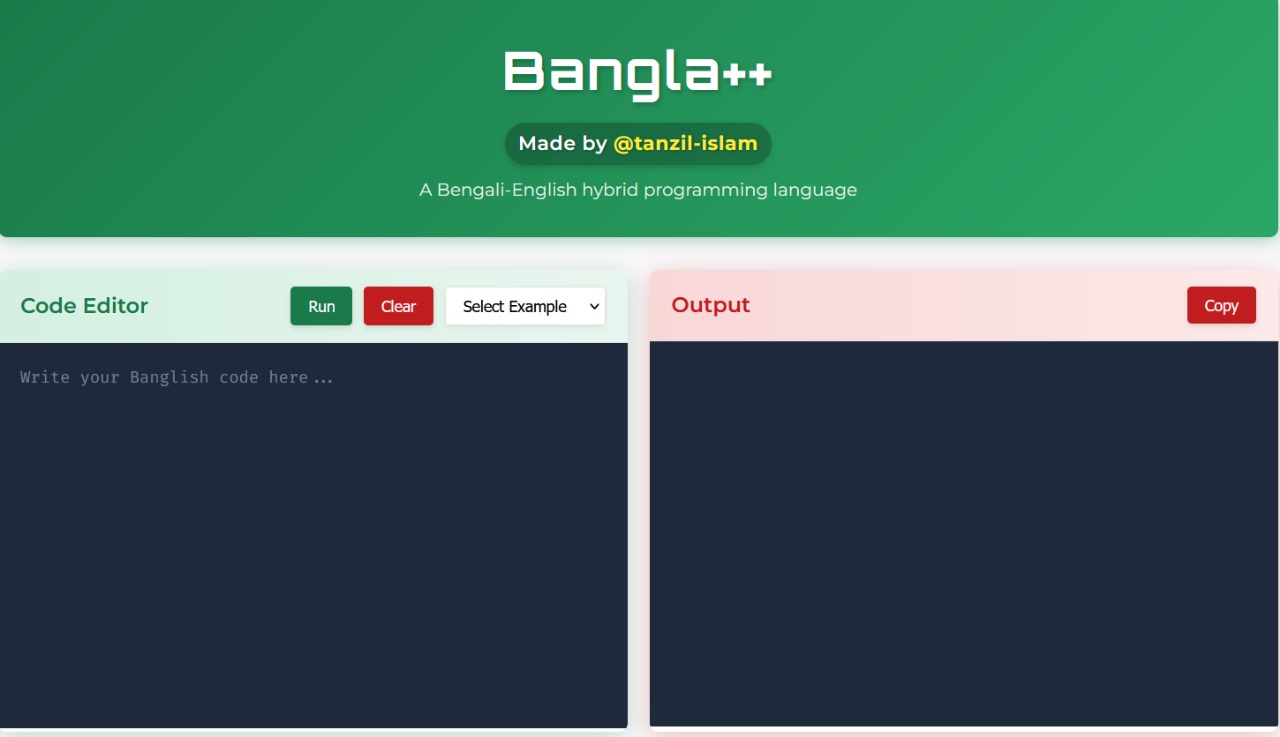 Bangla++
Made by @tanzil-islam
A Bengali-English hybrid programming language
Code Editor
Run
Clear
Select Example
Write your Banglish code here...
Output
Copy